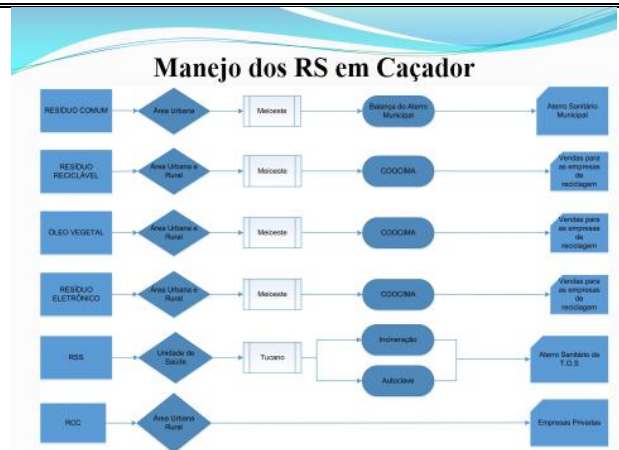 Manejo dos RS em Caçador
RESÍDUO COMUM
Área Urbana
Meioeste
Balança do Aterro
Municipal
Aterro Sanitário
Municipal
RESÍDUO
RECICLÁVEL
Área Urbana e
Rural
Meioeste
COOCIMA
Vendas para
as empresas
de
reciclagem
ÓLEO VEGETAL
Área Urbana e
Rural
Meioeste
COOCIMA
Vendas para
as empresas
de
reciclagem
RESÍDUO
ELETRÔNICO
Área Urbana e
Rural
Meioeste
COOCIMA
Vendas para
as empresas
de
reciclagem
RSS
Unidade de
Saúde
Tucano
Incineração
Autoclave
Aterro Sanitário da
T.O.S
RCC
Área Urbana
Rural
Empresas Privadas